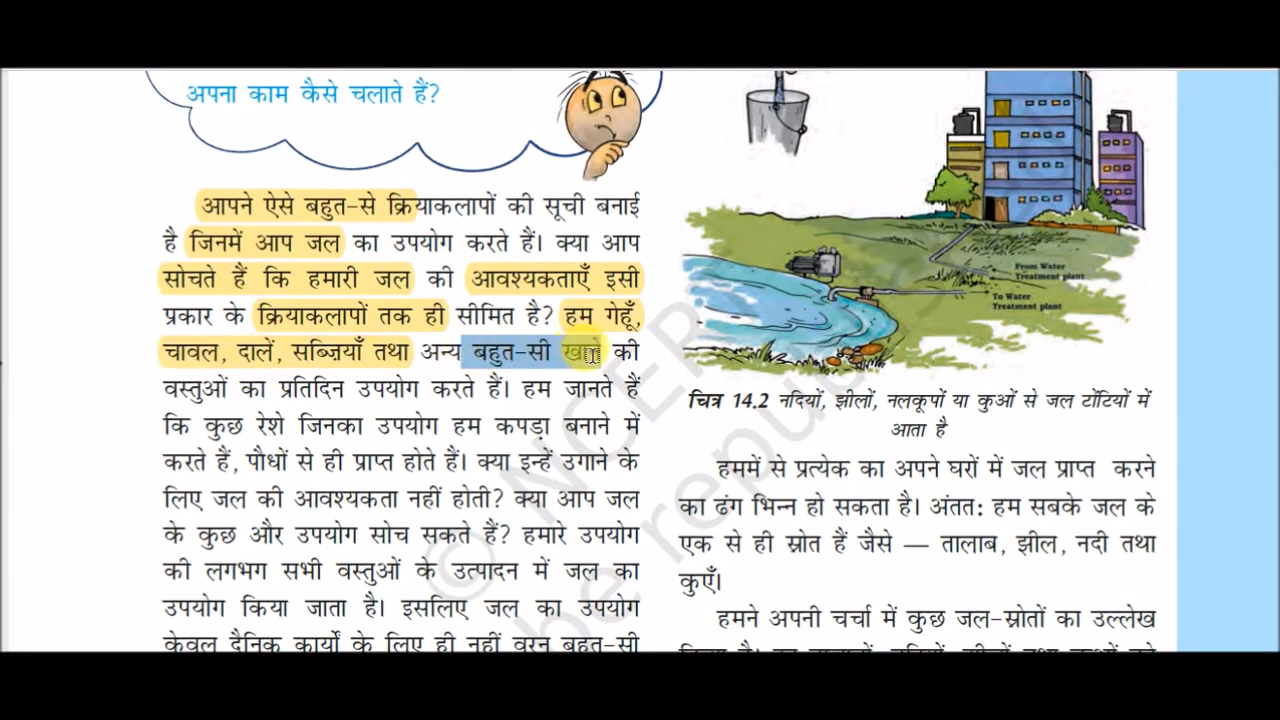 अपना काम कैसे चलाते हैं?
आपने ऐसे बहुत-से क्रियाकलापों की सूची बनाई
है जिनमें आप जल का उपयोग करते हैं। क्या आप
सोचते हैं कि हमारी जल की आवश्यकताएँ इसी
प्रकार के क्रियाकलापों तक ही सीमित है? हम गेहूँ,
चावल, दालें, सब्जियाँ तथा अन्य बहुत-सी खाने की
वस्तुओं का प्रतिदिन उपयोग करते हैं। हम जानते हैं
कि कुछ रेशे जिनका उपयोग हम कपड़ा बनाने में
करते हैं, पौधों से ही प्राप्त होते हैं। क्या इन्हें उगाने के
लिए जल की आवश्यकता नहीं होती? क्या आप जल
के कुछ और उपयोग सोच सकते हैं? हमारे उपयोग
की लगभग सभी वस्तुओं के उत्पादन में जल का
उपयोग किया जाता है। इसलिए जल का उपयोग
केवल दैनिक कार्यों के लिए ही नहीं वरन् बहुत-सी
From Water
Treatment plant
To Water
Treatment plant
चित्र 14.2 नदियों, झीलों, नलकूपों या कुओं से जल टोंटियों में
आता है
हममें से प्रत्येक का अपने घरों में जल प्राप्त करने
का ढंग भिन्न हो सकता है। अंतत: हम सबके जल के
एक से ही स्रोत हैं जैसे — तालाब, झील, नदी तथा
कुएँ।
हमने अपनी चर्चा में कुछ जल-स्रोतों का उल्लेख
© NCER
be repu